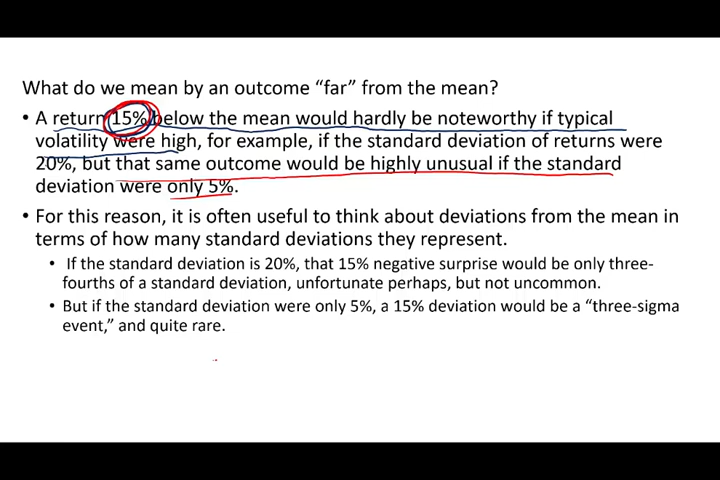 What do we mean by an outcome “far” from the mean?
• A return 15% below the mean would hardly be noteworthy if typical
volatility were high, for example, if the standard deviation of returns were
20%, but that same outcome would be highly unusual if the standard
deviation were only 5%.
• For this reason, it is often useful to think about deviations from the mean in
terms of how many standard deviations they represent.
• If the standard deviation is 20%, that 15% negative surprise would be only three-
fourths of a standard deviation, unfortunate perhaps, but not uncommon.
• But if the standard deviation were only 5%, a 15% deviation would be a “three-sigma
event,” and quite rare.